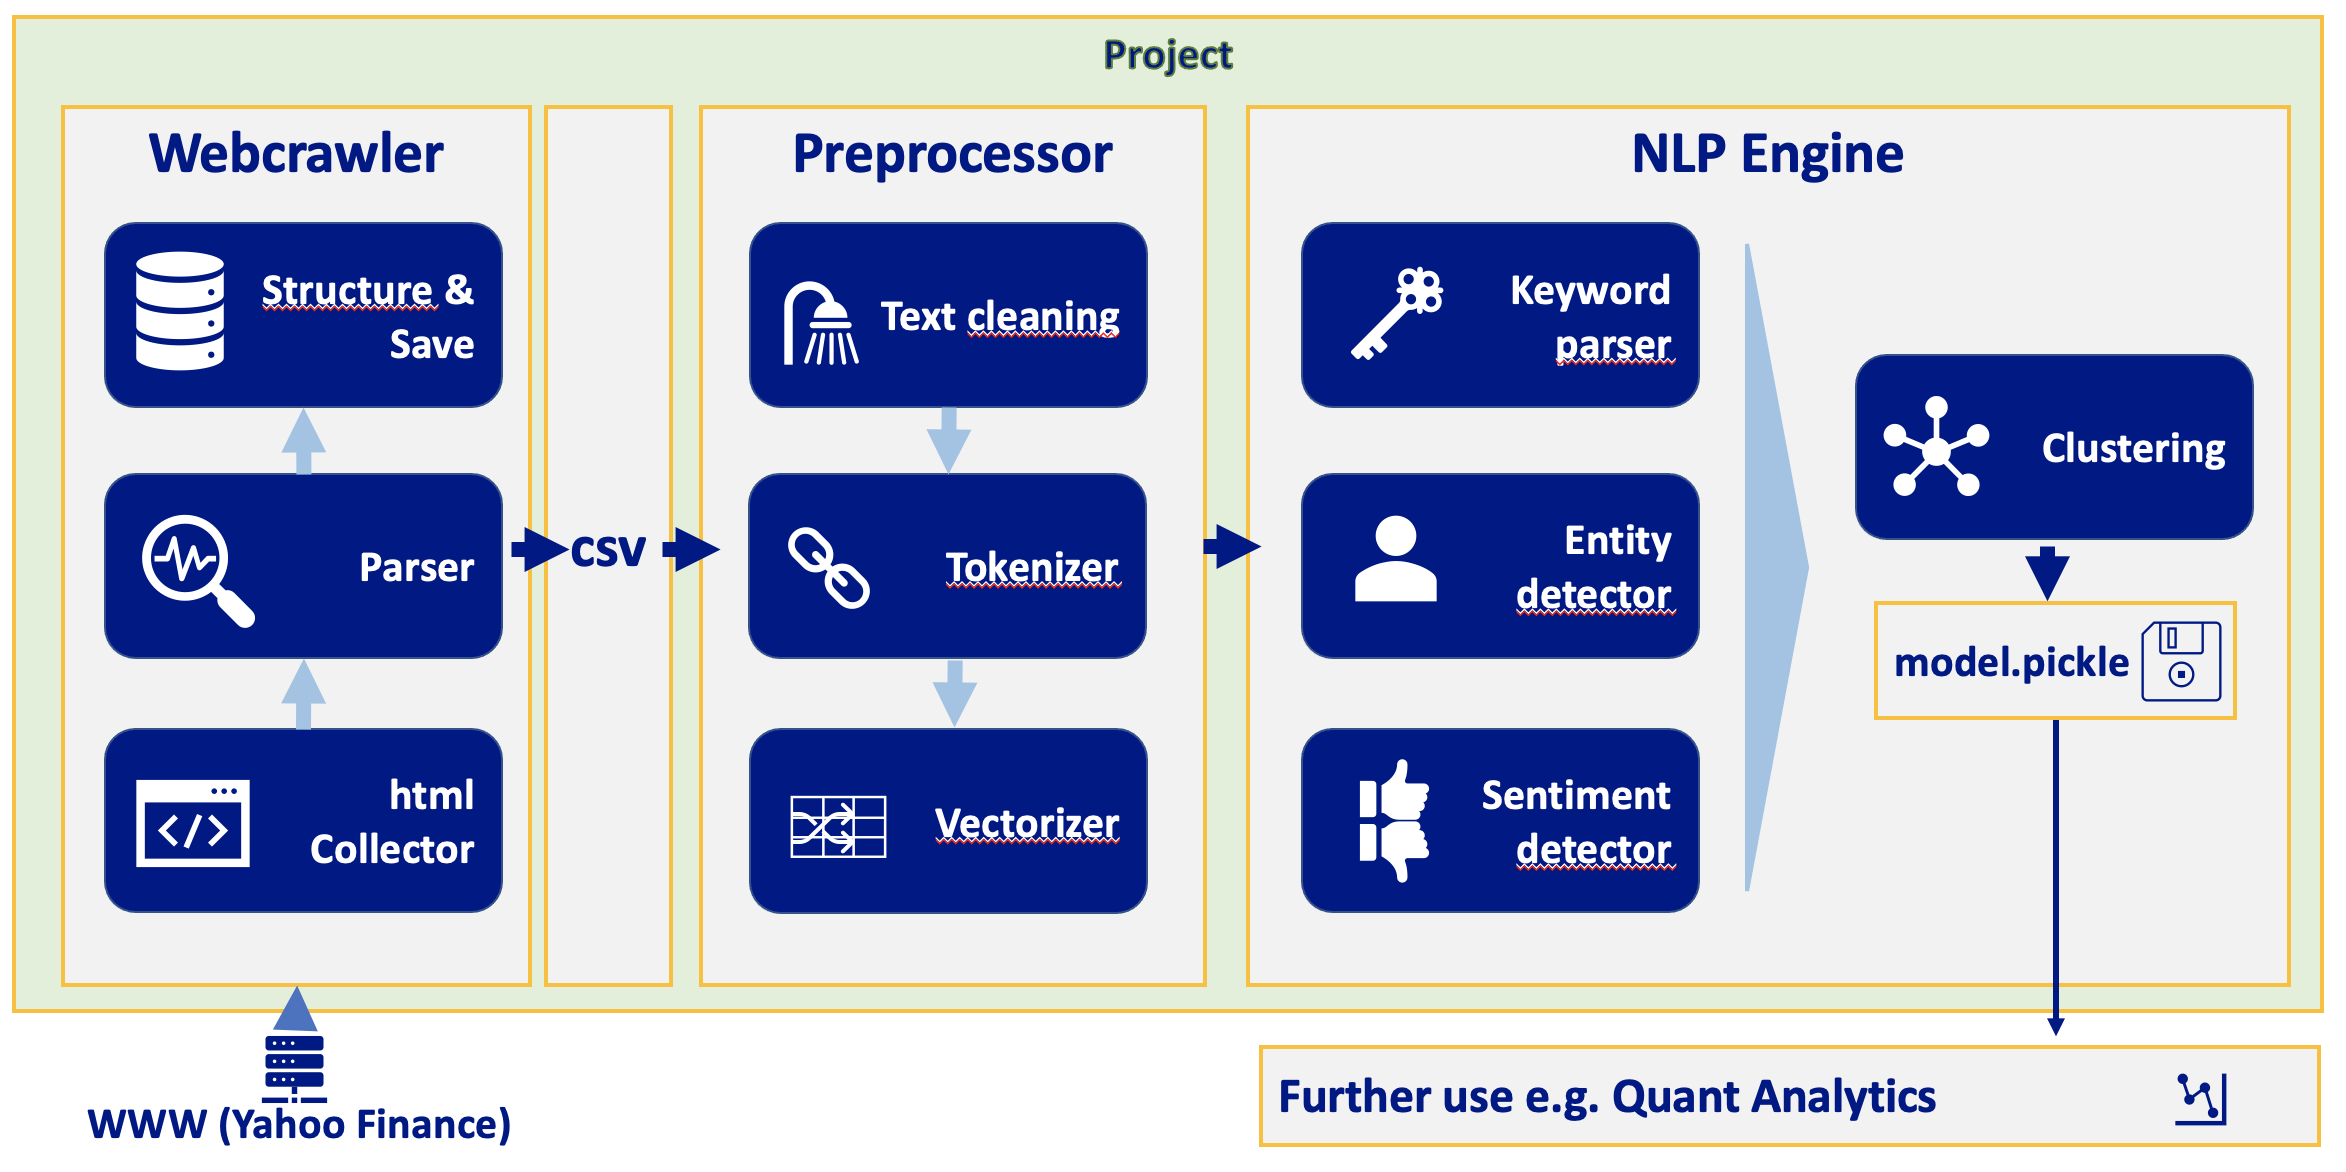 Project
Webcrawler
Structure &
Save
Parser
html
Collector
csv
Preprocessor
Text cleaning
Tokenizer
Vectorizer
NLP Engine
Keyword
parser
Entity
detector
Sentiment
detector
Clustering
model.pickle
WWW (Yahoo Finance)
Further use e.g. Quant Analytics